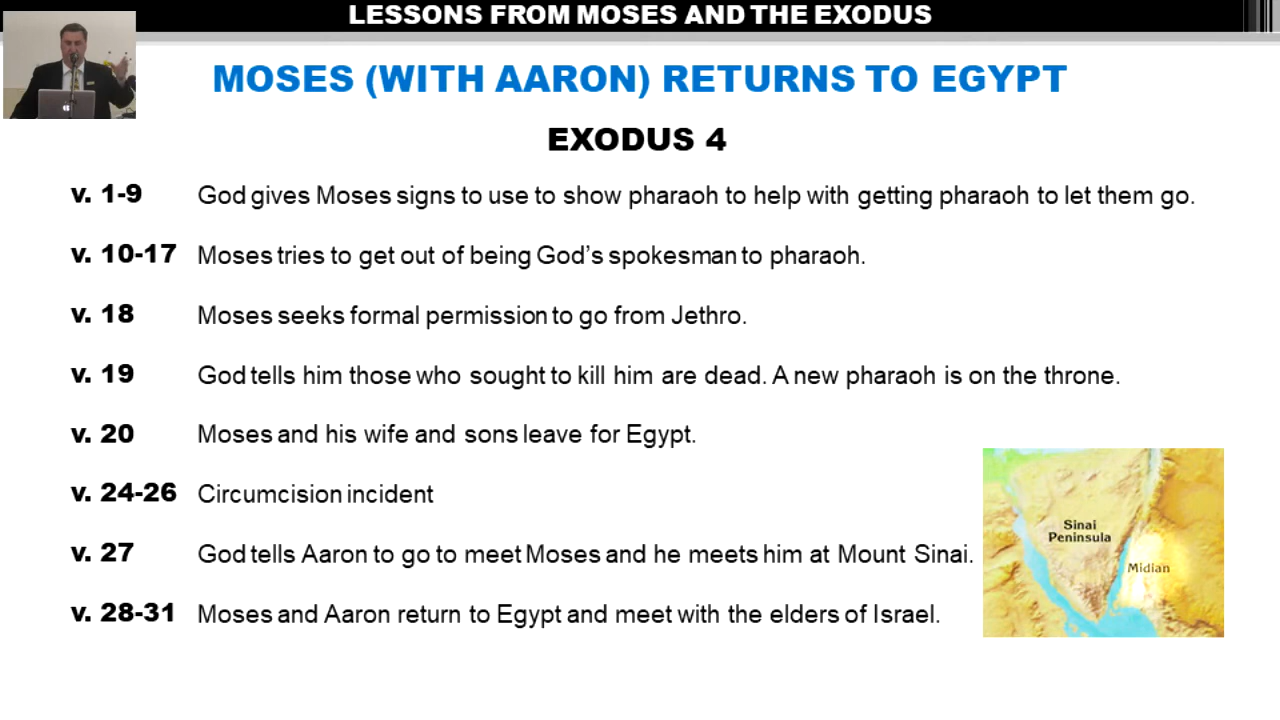 LESSONS FROM MOSES AND THE EXODUS
MOSES (WITH AARON) RETURNS TO EGYPT
EXODUS 4
v. 1-9 God gives Moses signs to use to show pharaoh to help with getting pharaoh to let them go.
v. 10-17 Moses tries to get out of being God’s spokesman to pharaoh.
v. 18 Moses seeks formal permission to go from Jethro.
v. 19 God tells him those who sought to kill him are dead. A new pharaoh is on the throne.
v. 20 Moses and his wife and sons leave for Egypt.
v. 24-26 Circumcision incident
v. 27 God tells Aaron to go to meet Moses and he meets him at Mount Sinai.
v. 28-31 Moses and Aaron return to Egypt and meet with the elders of Israel.
Sinai
Peninsula
Midian